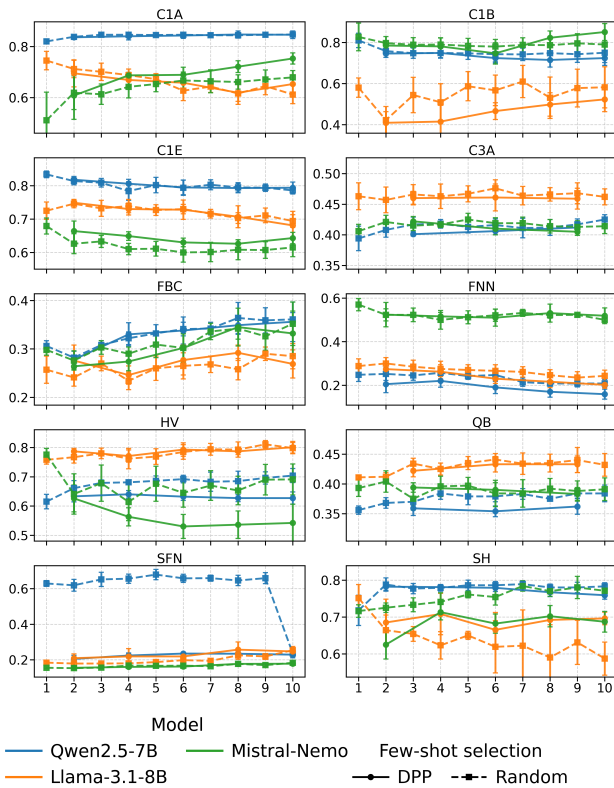 C1A
C1B
0.8
0.6
0.8
0.6
0.4
C1E
C3A
0.8
0.7
0.6
0.50
0.45
0.40
0.35
FBC
FNN
0.4
0.3
0.2
0.6
0.4
0.2
HV
QB
0.8
0.7
0.6
0.5
0.45
0.40
0.35
SFN
SH
0.6
0.4
0.2
0.8
0.7
0.6
1 2 3 4 5 6 7 8 9 10
1 2 3 4 5 6 7 8 9 10
Model
Qwen2.5-7B
Mistral-Nemo
Few-shot selection
Llama-3.1-8B
DPP
Random